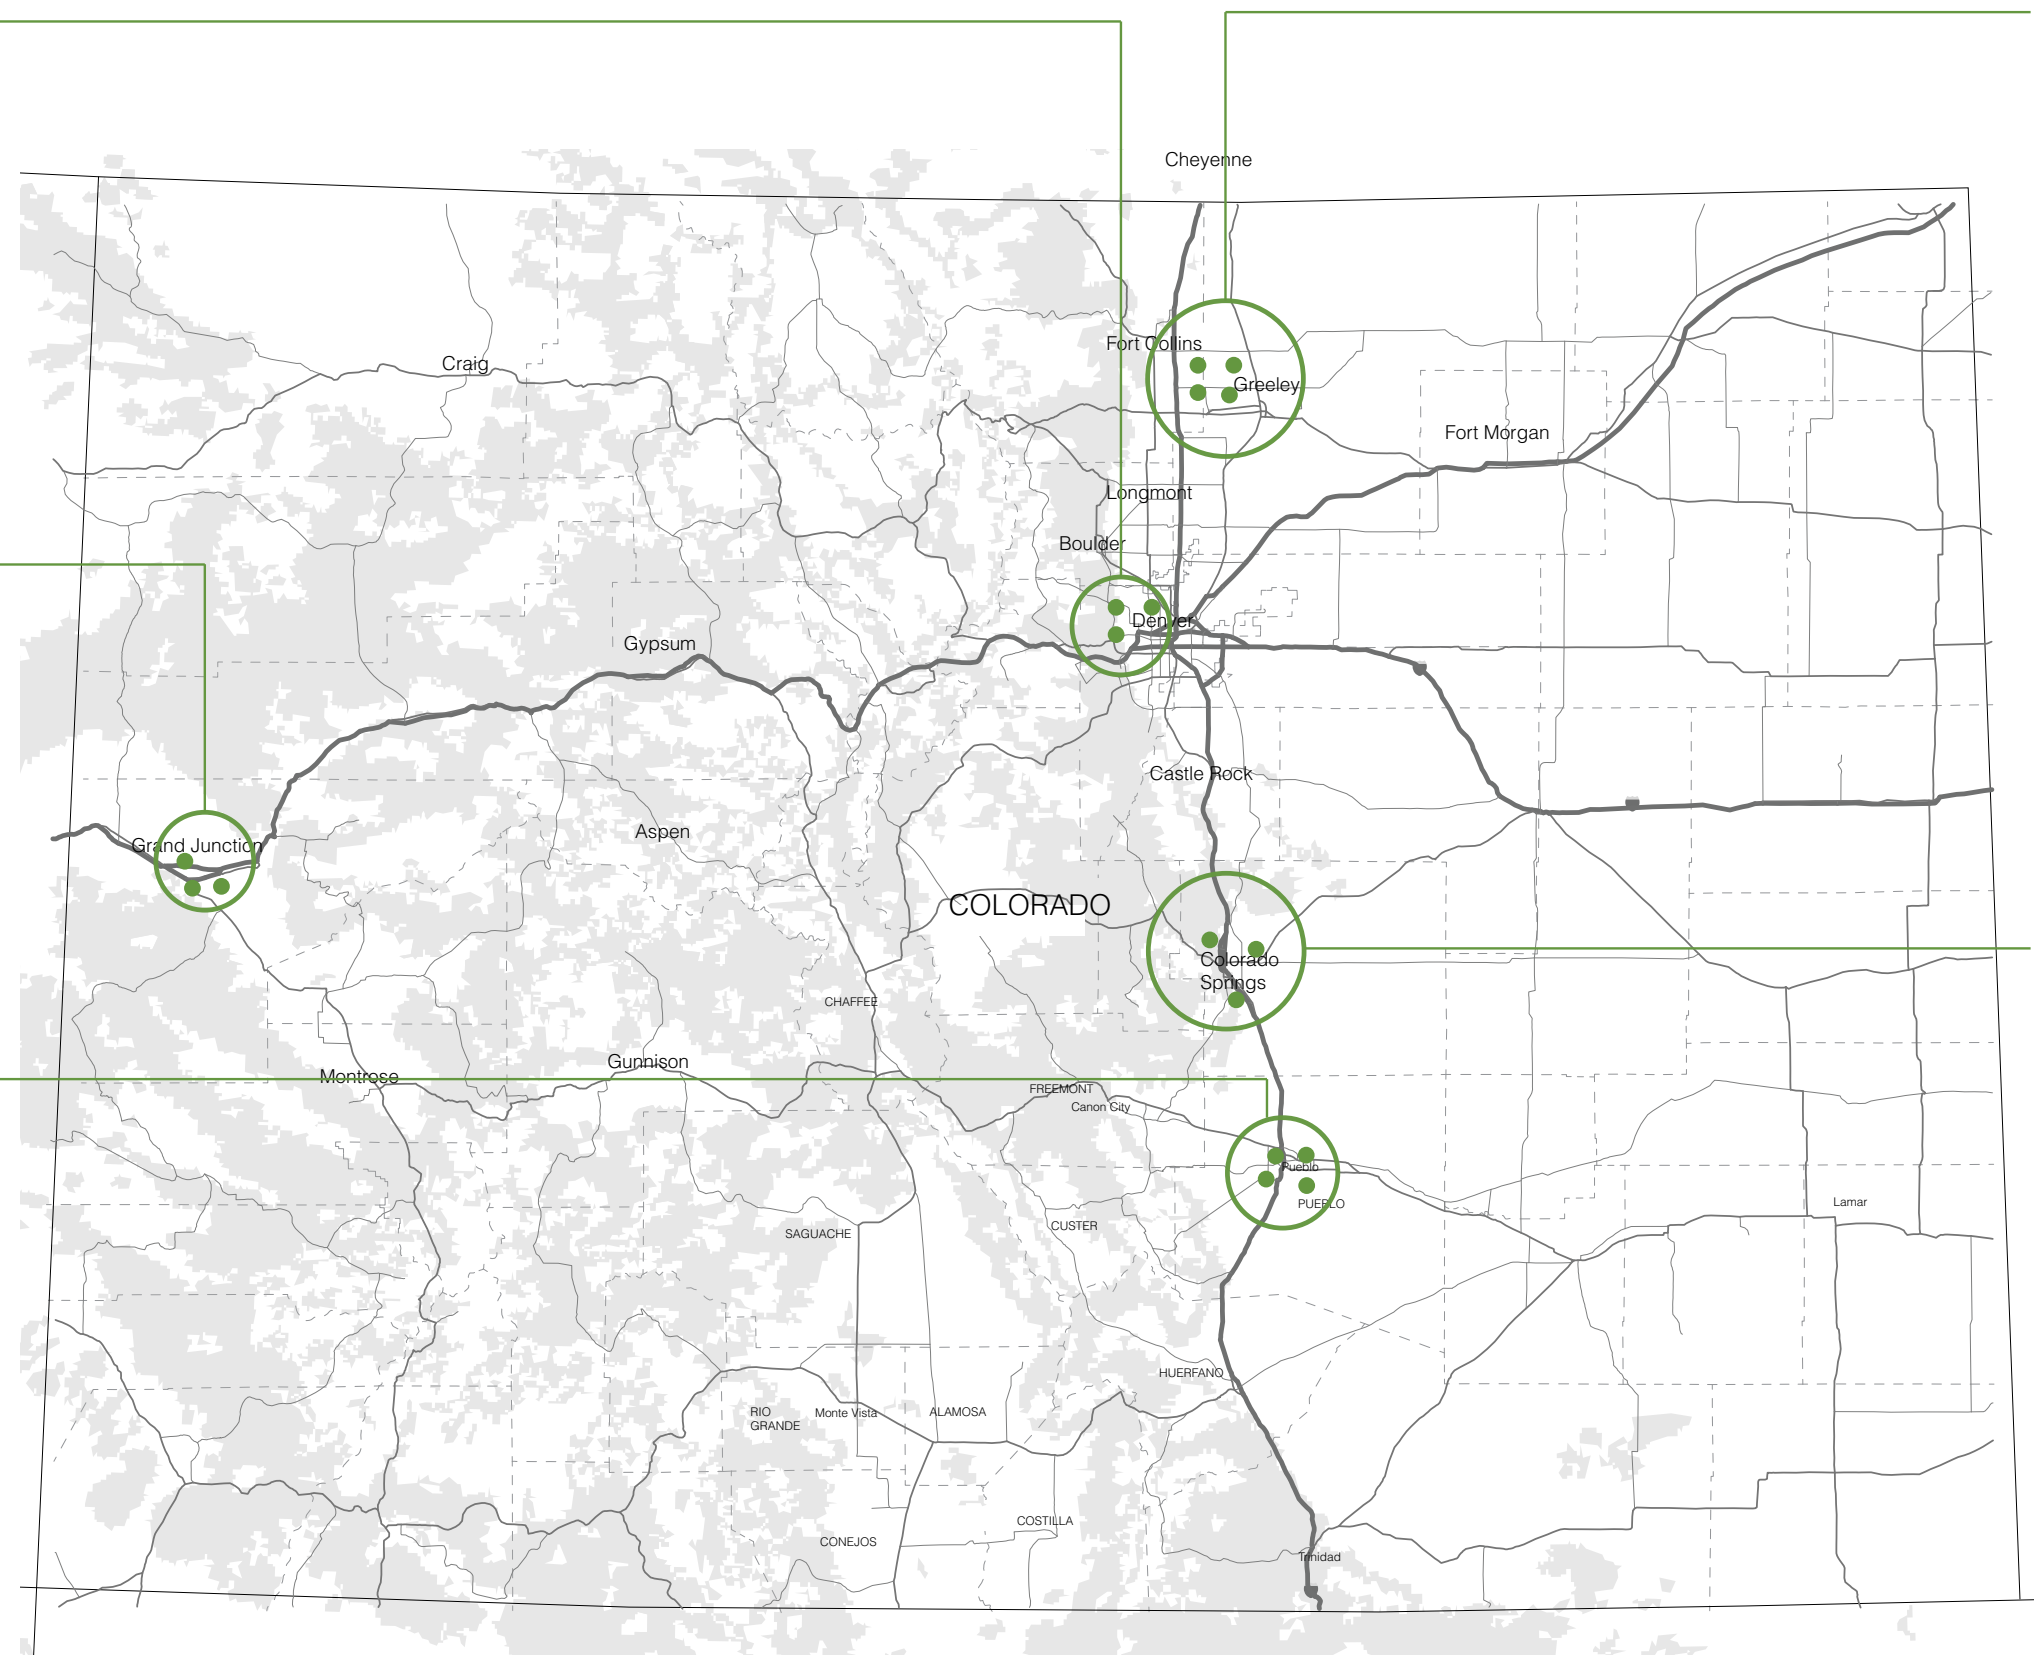 Cheyenne
Fort Collins
Craig
Greeley
Fort Morgan
Longmont
Boulder
Denver
Gypsum
Castle Rock
Aspen
Grand Junction
COLORADO
Colorado
Springs
CHAFFEE
Gunnison
Montrose
FREEMONT
Canon City
Pueblo
PUEBLO
Lamar
CUSTER
SAGUACHE
HUERFANO
RIO
GRANDE
Monte Vista
ALAMOSA
COSTILLA
CONEJOS
Trinidad